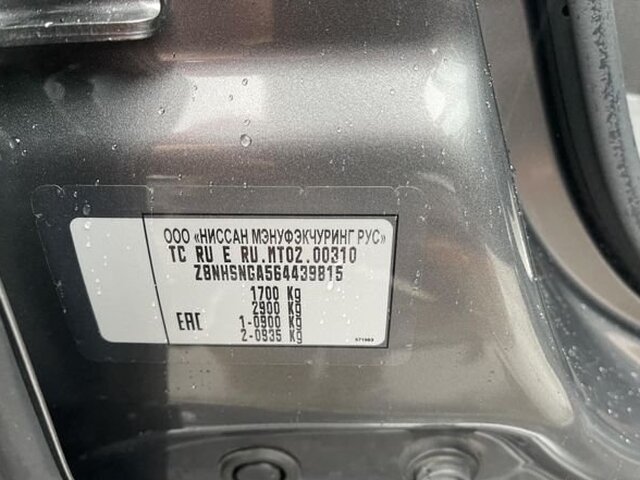 ООО «НИССАН МЭНУФЭКЧУРИНГ РУС»
TC RU E RU.MT02.00310
Z8NHSNGA564439815
1700 Kg
2900 Kg
EAC
1-0900 Kg
2-0935 Kg